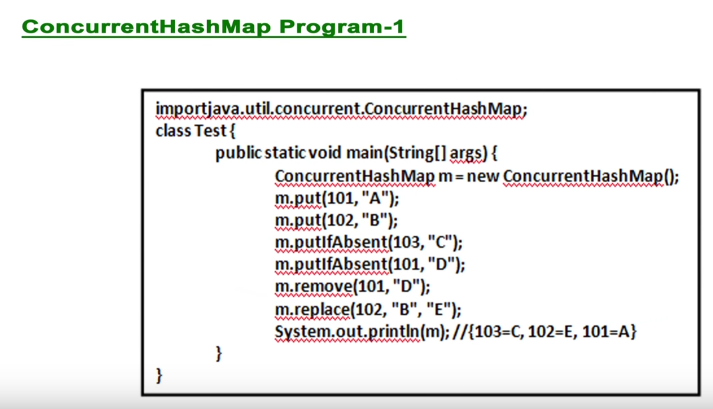 ConcurrentHashMap Program-1
importjava.util.concurrent.ConcurrentHashMap;
class Test {
public static void main(String[] args) {
ConcurrentHashMap m = new ConcurrentHashMap();
m.put(101, "A");
m.put(102, "B");
m.putIfAbsent(103, "C");
m.putIfAbsent(101, "D");
m.remove(101, "D");
m.replace(102, "B", "E");
System.out.println(m); //{103=C, 102=E, 101=A}
}
}